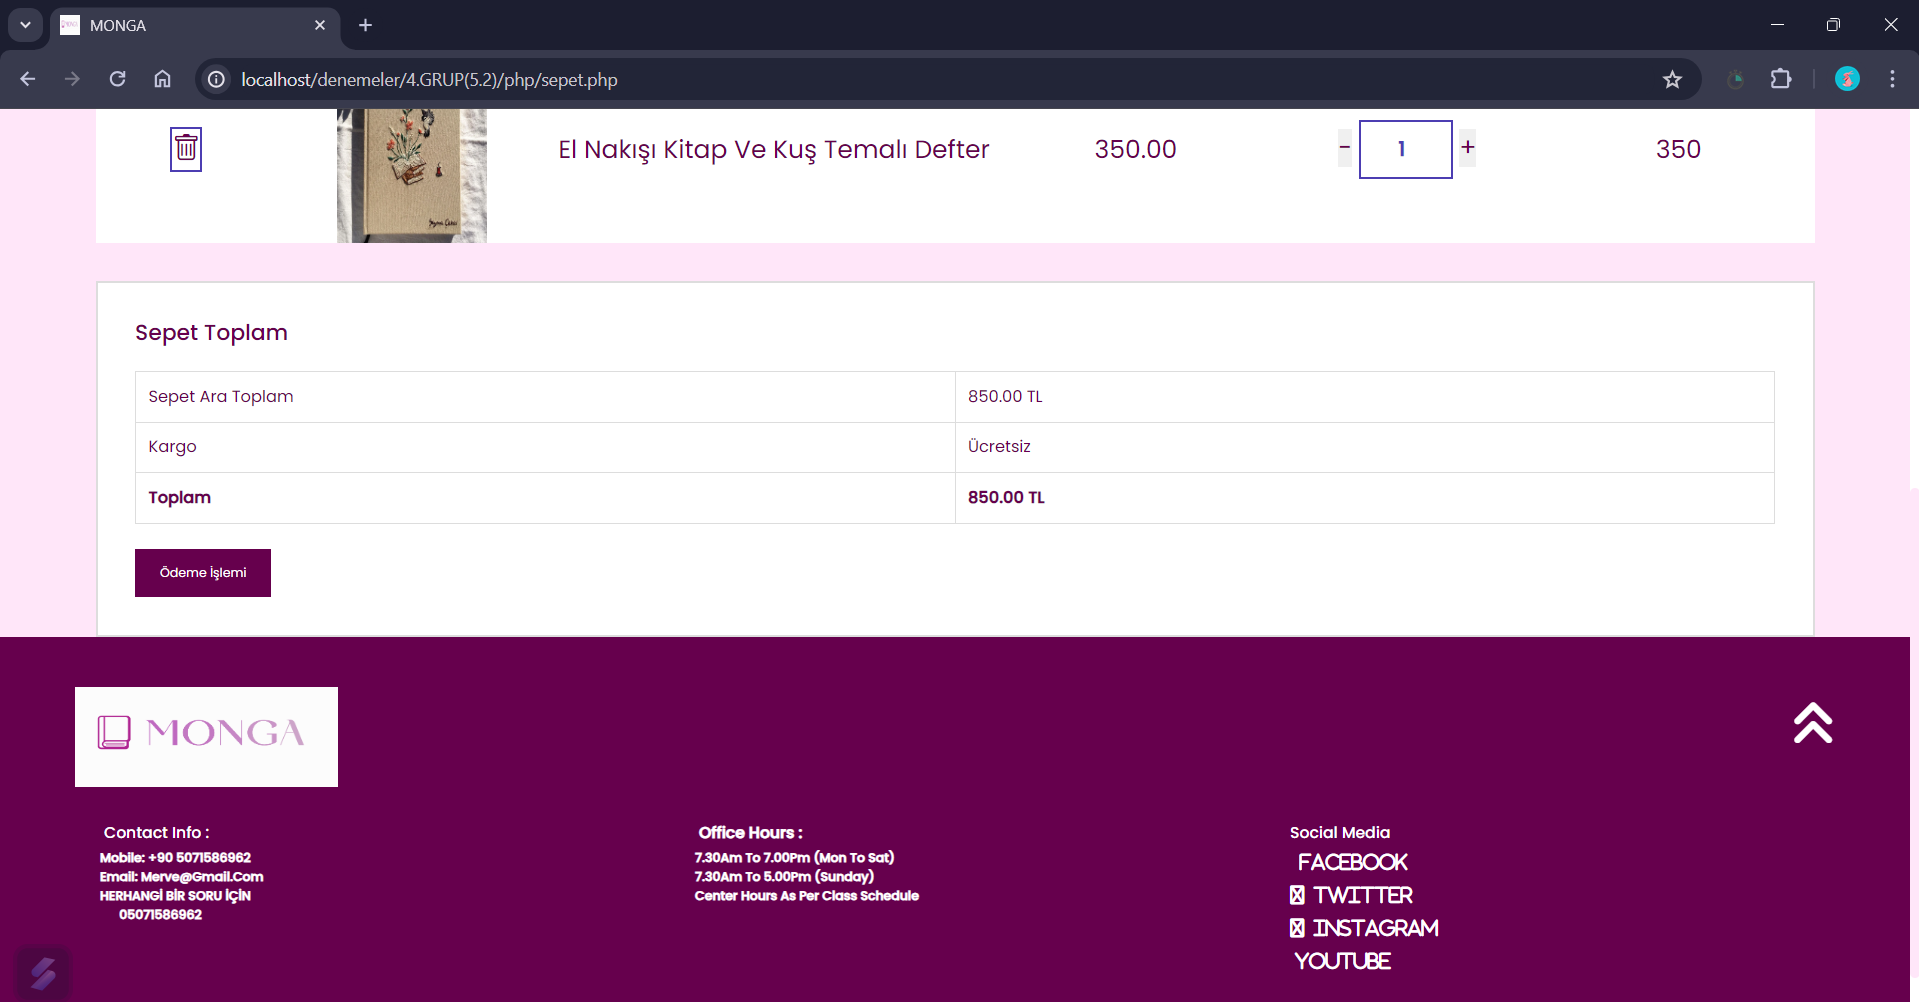 MONGA
localhost/denemeler/4.GRUP(5.2)/php/sepet.php
El Nakışı Kitap Ve Kuş Temalı Defter 350.00 - 1 + 350
Sepet Toplam
Sepet Ara Toplam 850.00 TL
Kargo Ücretsiz
Toplam 850.00 TL
Ödeme İşlemi
MONGA
Contact Info :
Mobile: +90 5071586962
Email: Merve@Gmail.Com
HERHANGİ BİR SORU İÇİN
05071586962
Office Hours :
7.30Am To 7.00Pm (Mon To Sat)
7.30Am To 5.00Pm (Sunday)
Center Hours As Per Class Schedule
Social Media
FACEBOOK
TWITTER
INSTAGRAM
YOUTUBE